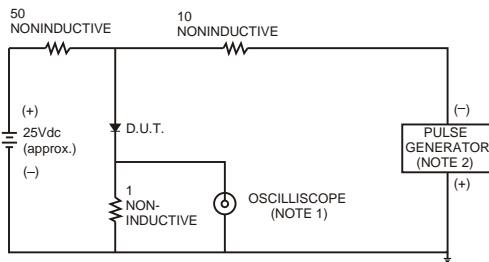 50
NONINDUCTIVE
10
NONINDUCTIVE
(+)
25Vdc
(approx.)
(–)
D.U.T.
1
NON-
INDUCTIVE
OSCILLISCOPE
(NOTE 1)
(–)
PULSE
GENERATOR
(NOTE 2)
(+)